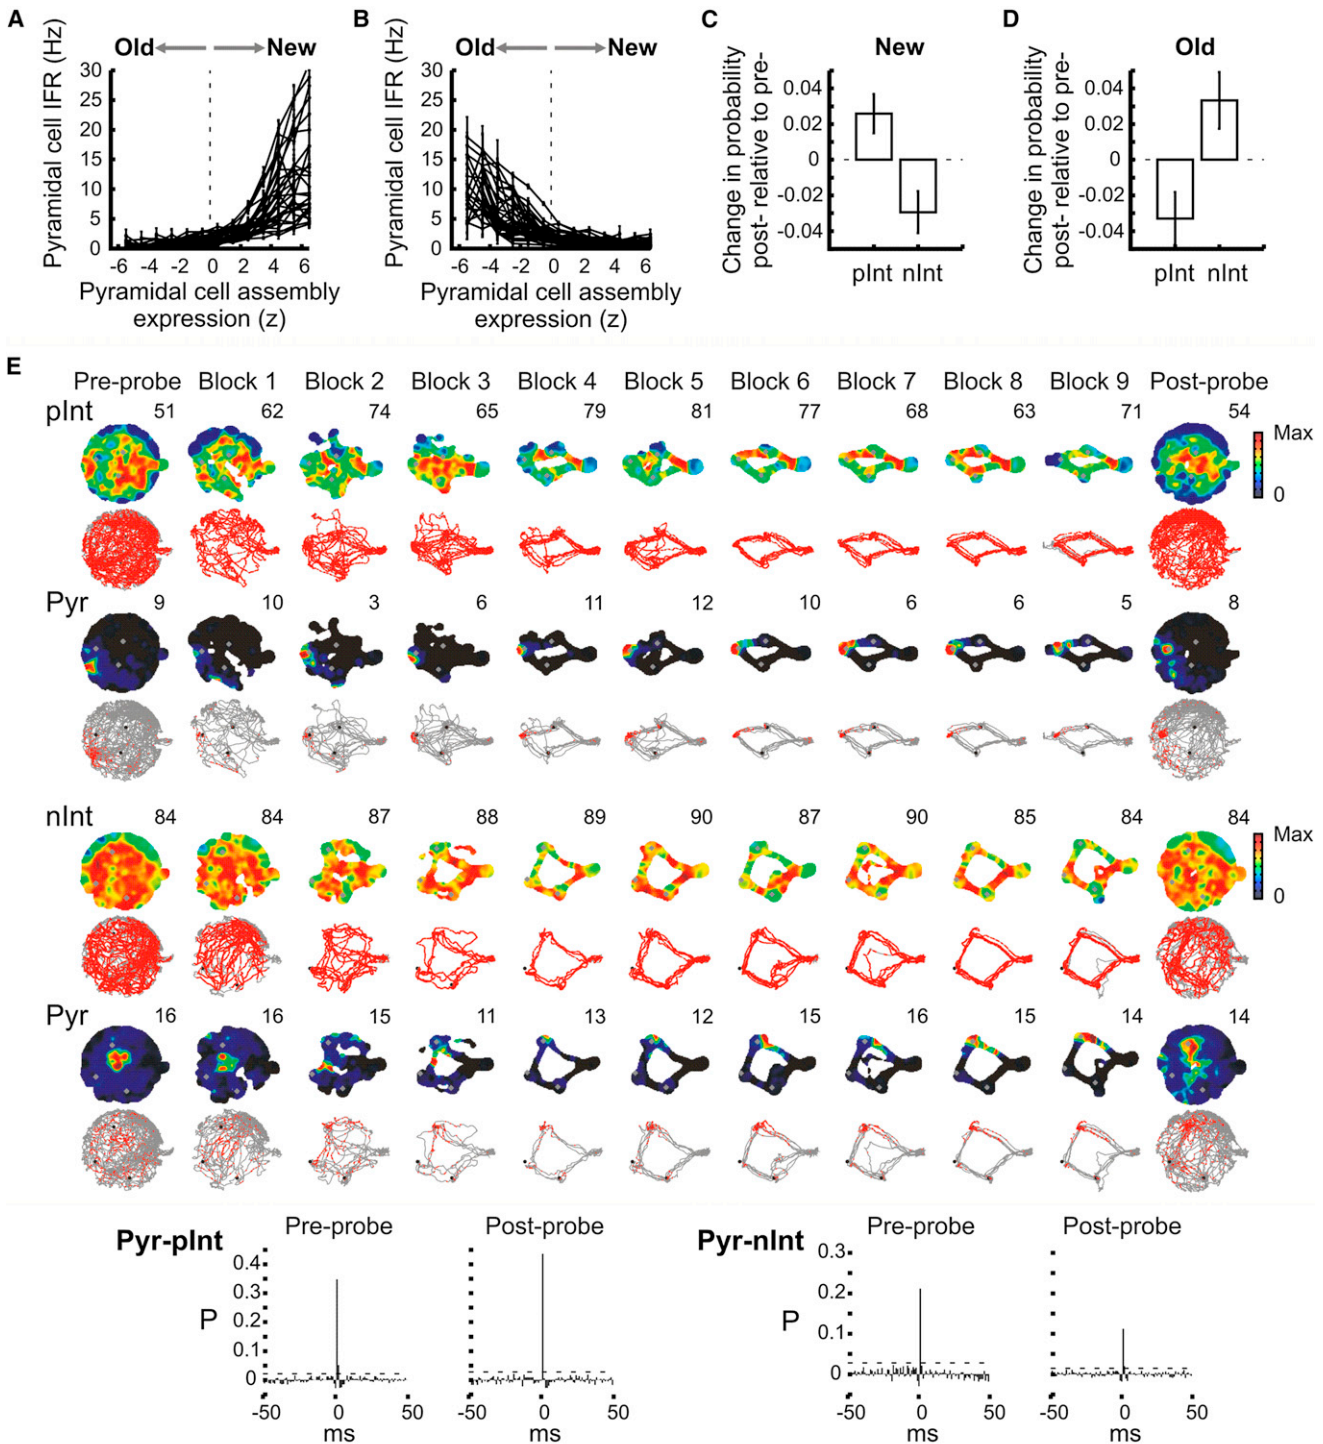 A
B
C
D
Old New
Old New
New
Old
Pyramidal cell IFR (Hz)
30
25
20
15
10
5
0
-6 -4 -2 0 2 4 6
Pyramidal cell assembly
expression (z)
Pyramidal cell IFR (Hz)
30
25
20
15
10
5
0
-6 -4 -2 0 2 4 6
Pyramidal cell assembly
expression (z)
Change in probability
post- relative to pre-
0.04
0.02
0
-0.02
-0.04
pInt nInt
Change in probability
post- relative to pre-
0.04
0.02
0
-0.02
-0.04
pInt nInt
E
Pre-probe Block 1 Block 2 Block 3 Block 4 Block 5 Block 6 Block 7 Block 8 Block 9 Post-probe
pInt 51 62 74 65 79 81 77 68 63 71 54
Max
0
Pyr 9 10 3 6 11 12 10 6 6 5 8
nInt 84 84 87 88 89 90 87 90 85 84 84
Max
0
Pyr 16 16 15 11 13 12 15 16 15 14 14
Pyr-pInt
Pre-probe
Post-probe
P
0.4
0.3
0.2
0.1
0
-50 0 50
ms
-50 0 50
ms
Pyr-nInt
Pre-probe
Post-probe
P
0.3
0.2
0.1
0
-50 0 50
ms
-50 0 50
ms